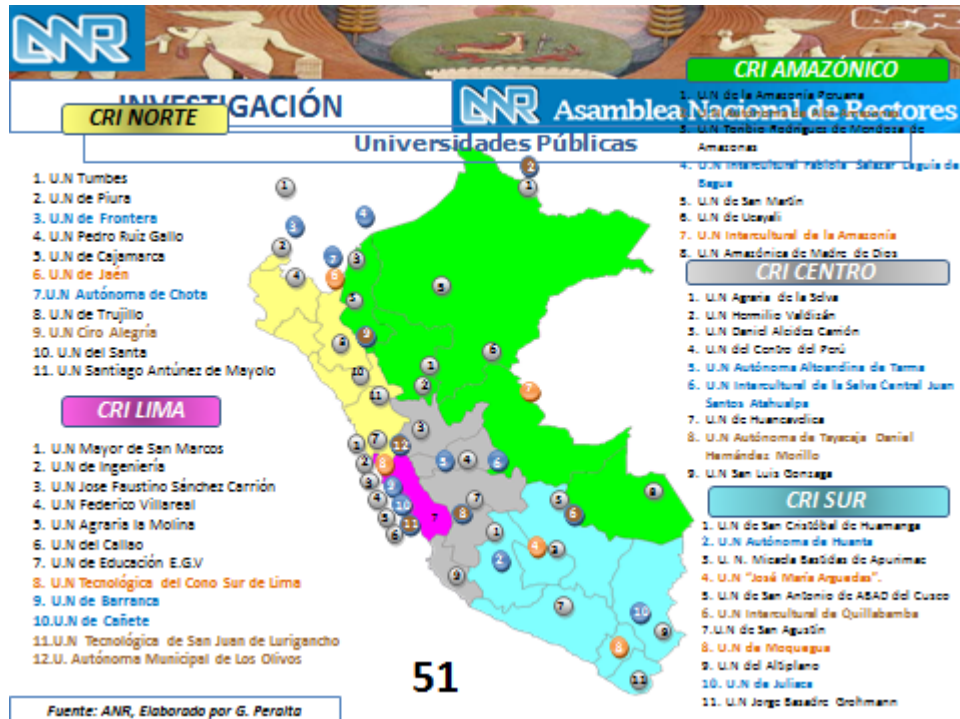 ANR
INVESTIGACIÓN
ANR Asamblea Nacional de Rectores
Universidades Públicas
CRI NORTE
1. U.N Tumbes
2. U.N de Piura
3. U.N de Frontera
4. U.N Pedro Ruiz Gallo
5. U.N de Cajamarca
6. U.N de Jaén
7.U.N Autónoma de Chota
8. U.N de Trujillo
9. U.N Ciro Alegría
10. U.N del Santa
11. U.N Santiago Antúnez de Mayolo
CRI LIMA
1. U.N Mayor de San Marcos
2. U.N de Ingeniería
3. U.N Jose Faustino Sánchez Carrión
4. U.N Federico Villareal
5. U.N Agraria la Molina
6. U.N del Callao
7. U.N de Educación E.G.V
8. U.N Tecnológica del Cono Sur de Lima
9. U.N de Barranca
10.U.N de Cañete
11.U.N Tecnológica de San Juan de Lurigancho
12.U. Autónoma Municipal de Los Olivos
CRI AMAZÓNICO
1. U.N de la Amazonía Peruana
2. U.N Autónoma de Alto Amazonas
3. U.N Toribio Rodríguez de Mendoza de
Amazonas
4. U.N Intercultural Fabiola Salazar Leguía de
Bagua
5. U.N de San Martín
6. U.N de Ucayali
7. U.N Intercultural de la Amazonía
8. U.N Amazónica de Madre de Dios
CRI CENTRO
1. U.N Agraria de la Selva
2. U.N Hermilio Valdizán
3. U.N Daniel Alcides Carrión
4. U.N del Centro del Perú
5. U.N Autónoma Altoandina de Tarma
6. U.N Intercultural de la Selva Central Juan
Santos Atahualpa
7. U.N de Huancavelica
8. U.N Autónoma de Tayacaja Daniel
Hernández Morillo
9. U.N San Luis Gonzaga
CRI SUR
1. U.N de San Cristóbal de Huamanga
2. U.N Autónoma de Huanta
3. U. N. Micaela Bastidas de Apurimac
4. U.N "José María Arguedas".
5. U.N de San Antonio de ABAD del Cusco
6. U.N Intercultural de Quillabamba
7.U.N de San Agustín
8. U.N de Moquegua
9. U.N del Altiplano
10. U.N de Juliaca
11. U.N Jorge Basadre Grohmann
51
Fuente: ANR, Elaborado por G. Peralta